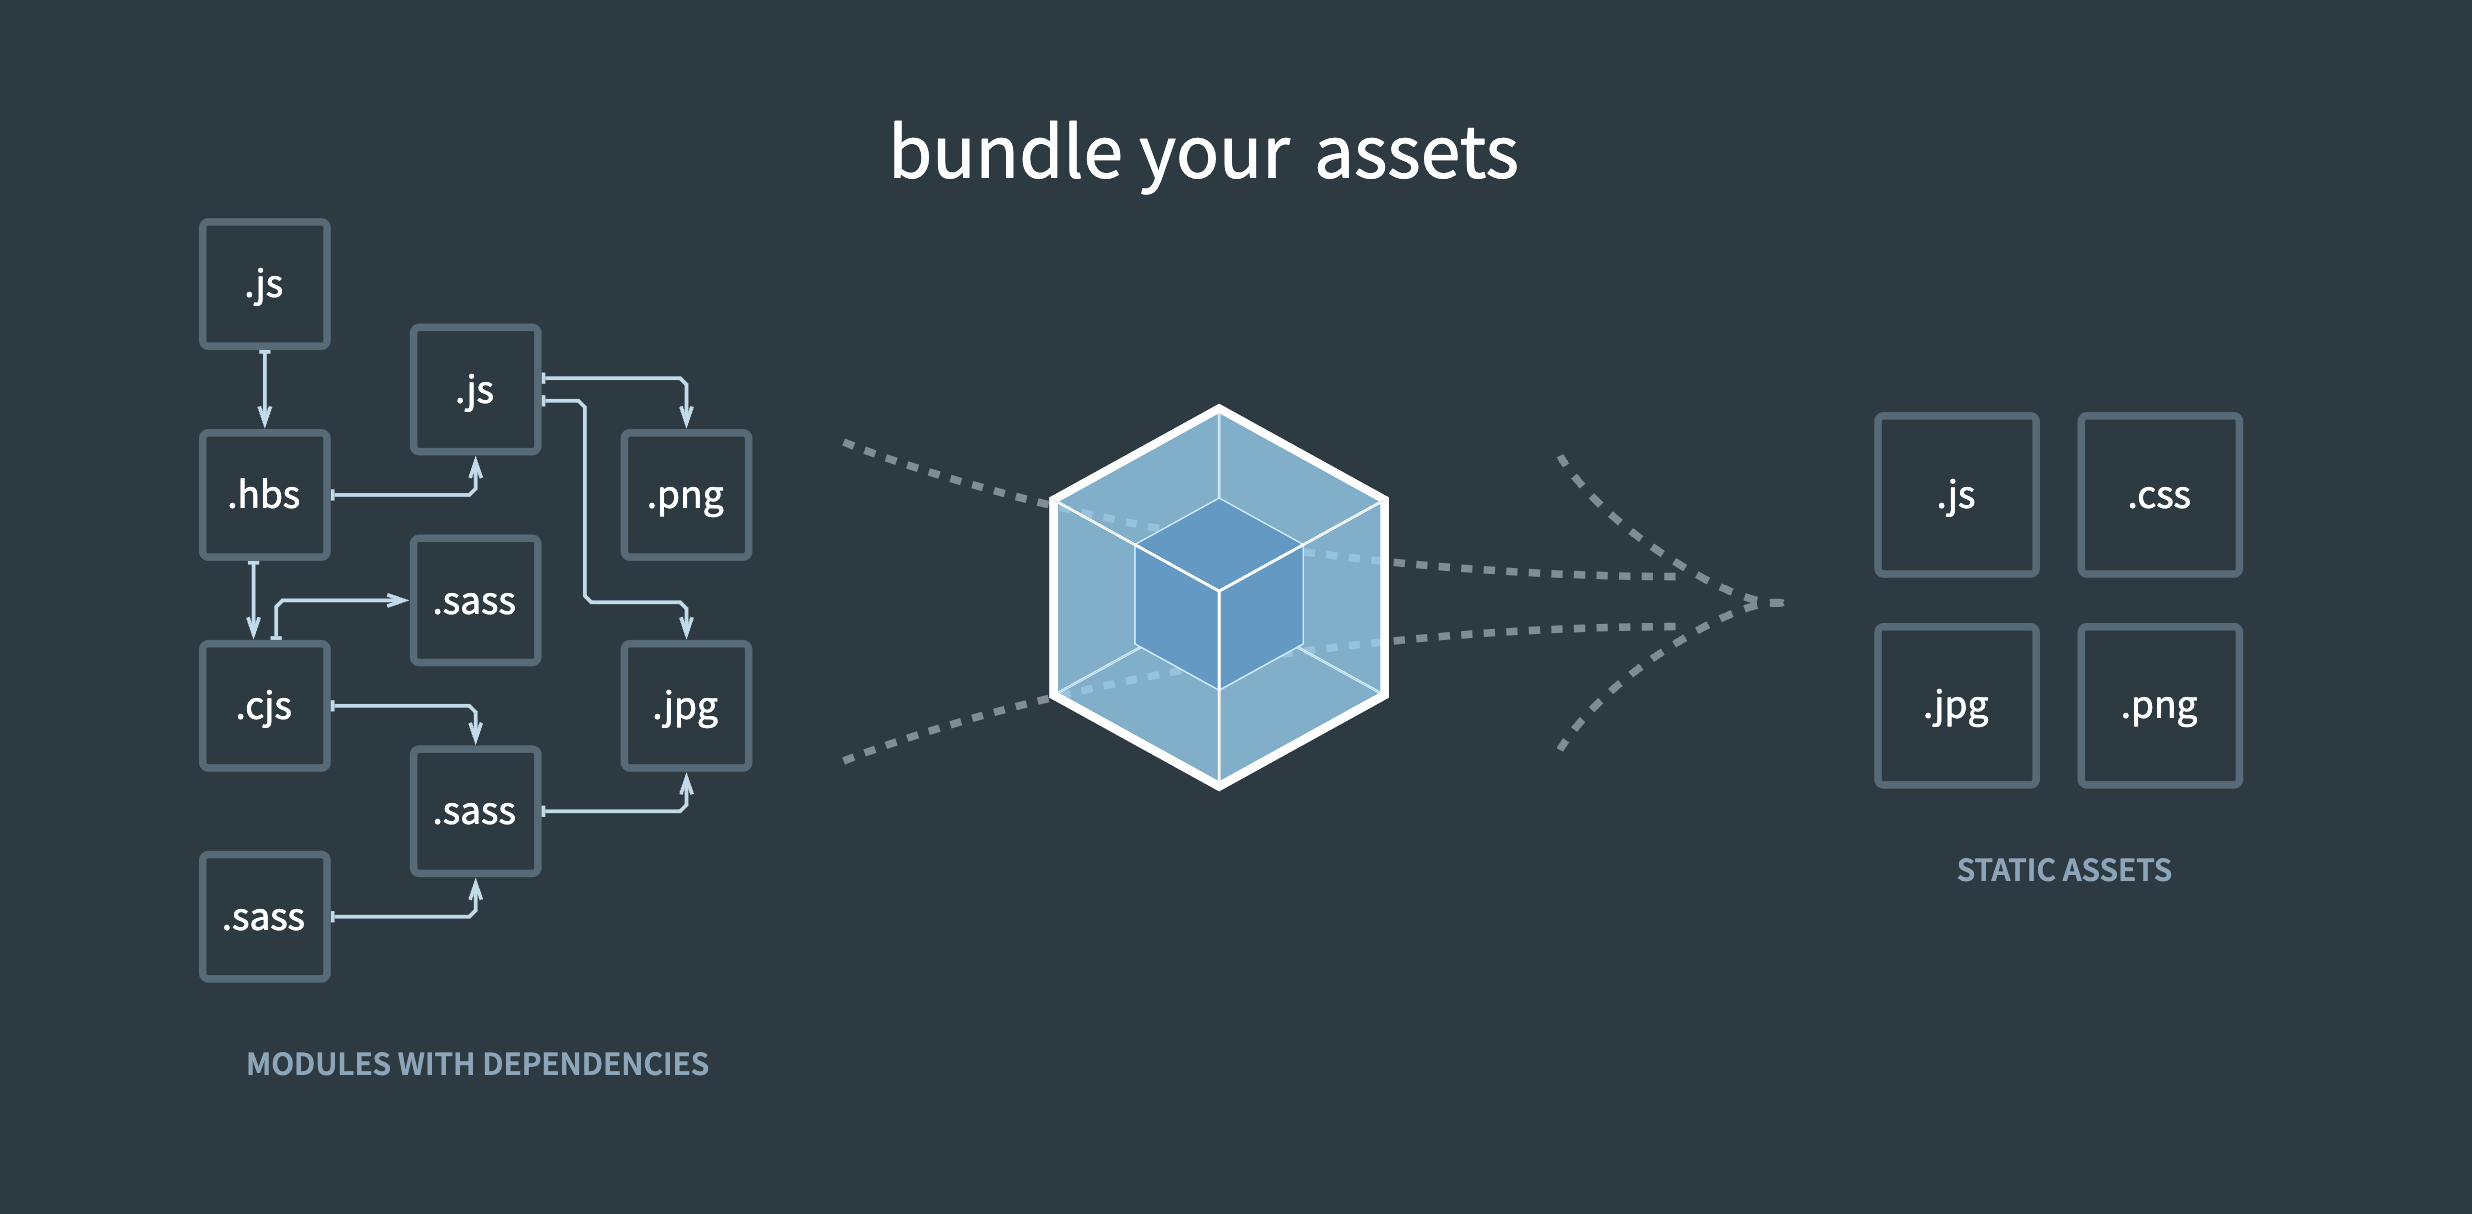 bundle your assets
.js
.js
.hbs
.png
.sass
.cjs
.jpg
.sass
.sass
MODULES WITH DEPENDENCIES
.js
.css
.jpg
.png
STATIC ASSETS